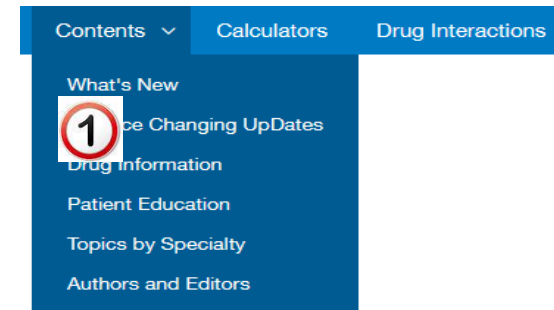 Contents Calculators Drug Interactions
What's New
1 ce Changing UpDates
Drug Information
Patient Education
Topics by Specialty
Authors and Editors